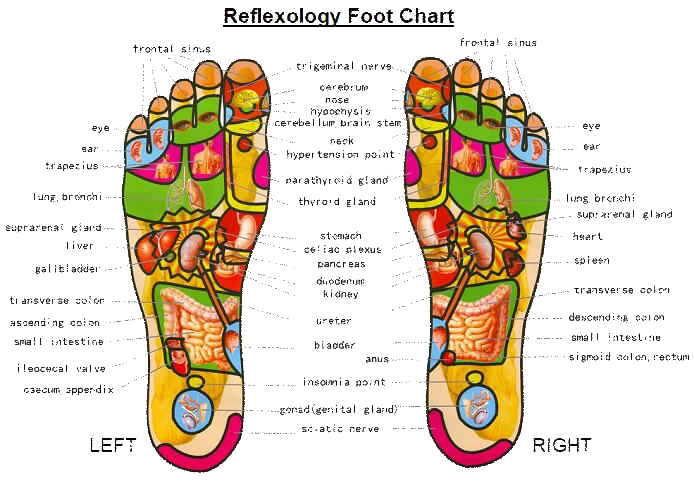 Reflexology Foot Chart
frontal sinus
frontal sinus
trigeminal nerve
cerebrum
nose
hypophysis
cerebellum brain stem
neck
hypertension point
parathyroid gland
thyroid gland
stomach
celiac plexus
pancreas
duodenum
kidney
ureter
bladder
anus
insomnia point
gonad(genital gland)
sciatic nerve
eye
ear
trapezius
lung,bronchi
suprarenal gland
liver
gallbladder
transverse colon
ascending colon
small intestine
ileocecal valve
caecum appendix
LEFT
eye
ear
trapezius
lung bronchi
suprarenal gland
heart
spleen
transverse colon
descending colon
small intestine
sigmoid colon,rectum
RIGHT